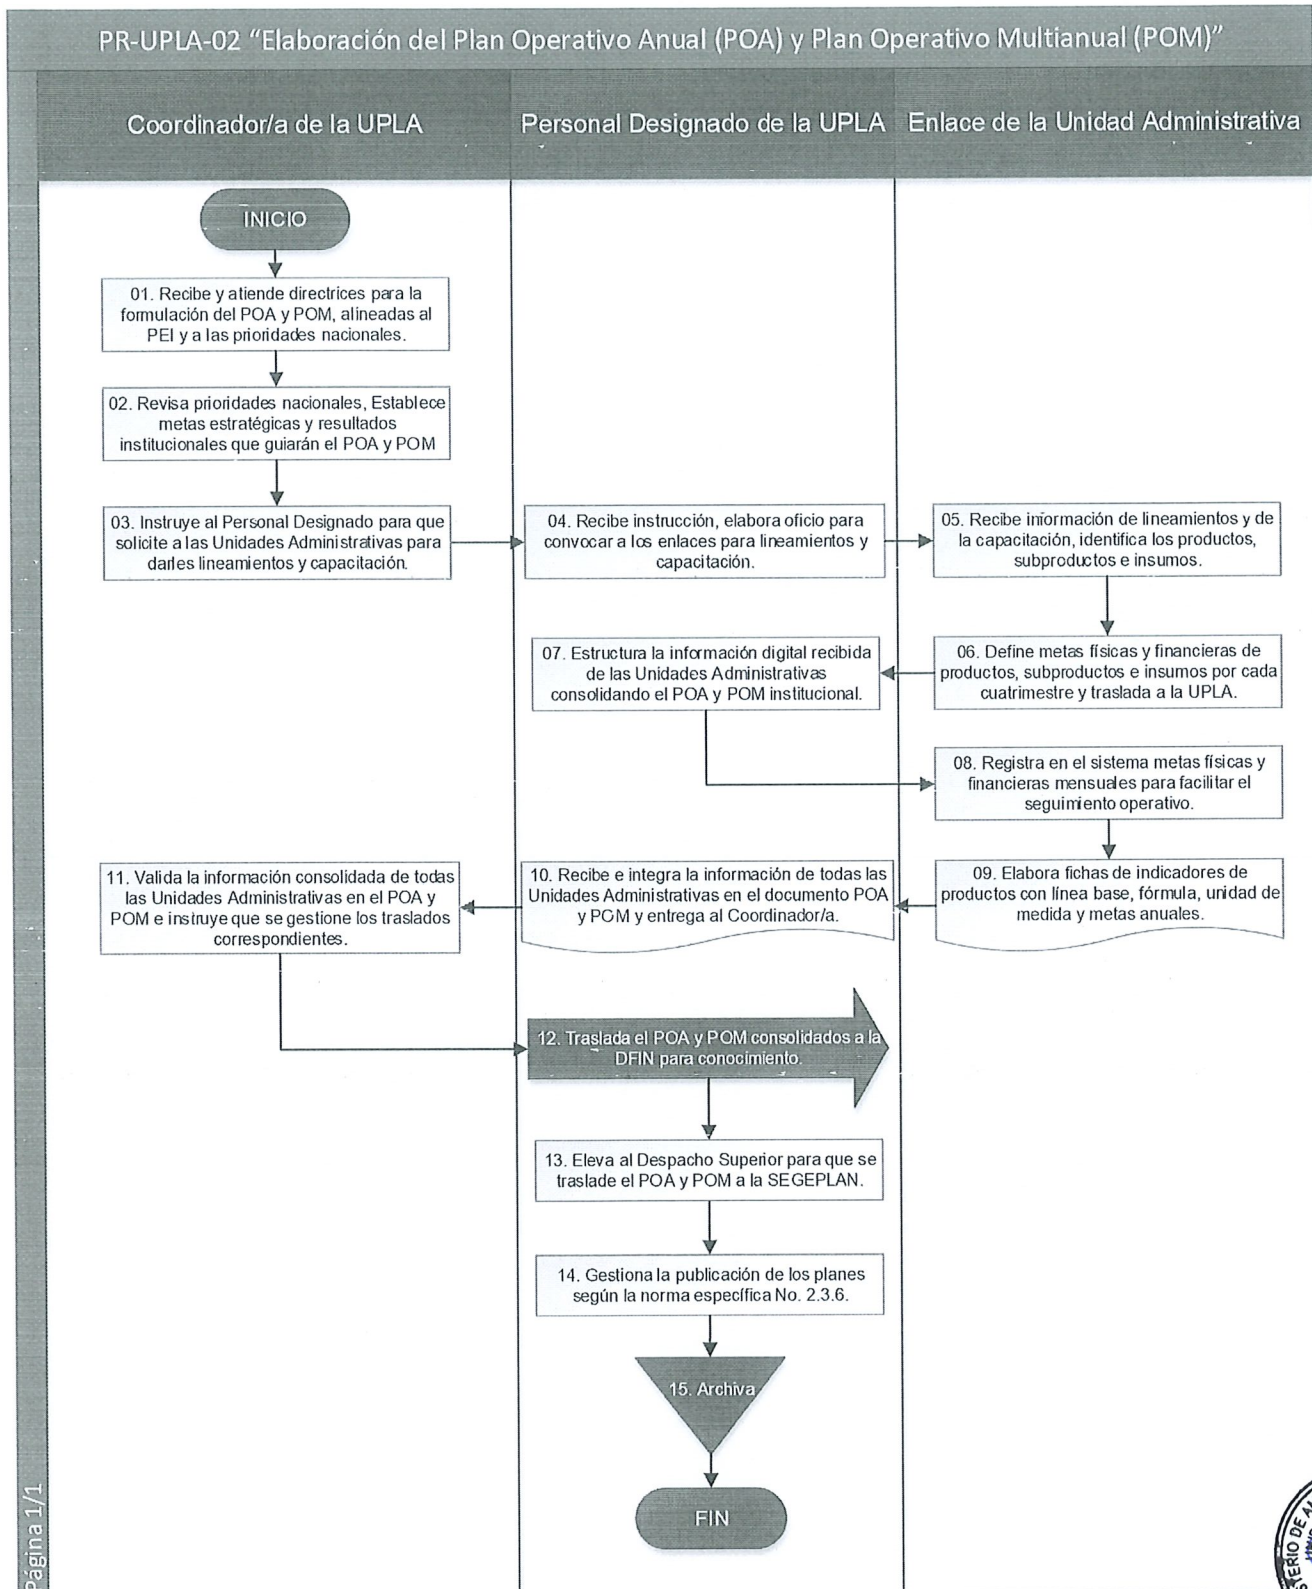 PR-UPLA-02 “Elaboración del Plan Operativo Anual (POA) y Plan Operativo Multianual (POM)”
Coordinador/a de la UPLA
Personal Designado de la UPLA
Enlace de la Unidad Administrativa
INICIO
01. Recibe y atiende directrices para la
formulación del POA y POM, alineadas al
PEI y a las prioridades nacionales.
02. Revisa prioridades nacionales, Establece
metas estratégicas y resultados
institucionales que guiarán el POA y POM
03. Instruye al Personal Designado para que
solicite a las Unidades Administrativas para
darles lineamientos y capacitación.
04. Recibe instrucción, elabora oficio para
convocar a los enlaces para lineamientos y
capacitación.
05. Recibe información de lineamientos y de
la capacitación, identifica los productos,
subproductos e insumos.
06. Define metas físicas y financieras de
productos, subproductos e insumos por cada
cuatrimestre y traslada a la UPLA.
07. Estructura la información digital recibida
de las Unidades Administrativas
consolidando el POA y POM institucional.
08. Registra en el sistema metas físicas y
financieras mensuales para facilitar el
seguimiento operativo.
09. Elabora fichas de indicadores de
productos con línea base, fórmula, unidad de
medida y metas anuales.
10. Recibe e integra la información de todas las
Unidades Administrativas en el documento POA
y POM y entrega al Coordinador/a.
11. Valida la información consolidada de todas
las Unidades Administrativas en el POA y
POM e instruye que se gestione los traslados
correspondientes.
12. Traslada el POA y POM consolidados a la
DFIN para conocimiento.
13. Eleva al Despacho Superior para que se
traslade el POA y POM a la SEGEPLAN.
14. Gestiona la publicación de los planes
según la norma específica No. 2.3.6.
15. Archiva
FIN
Página 1/1